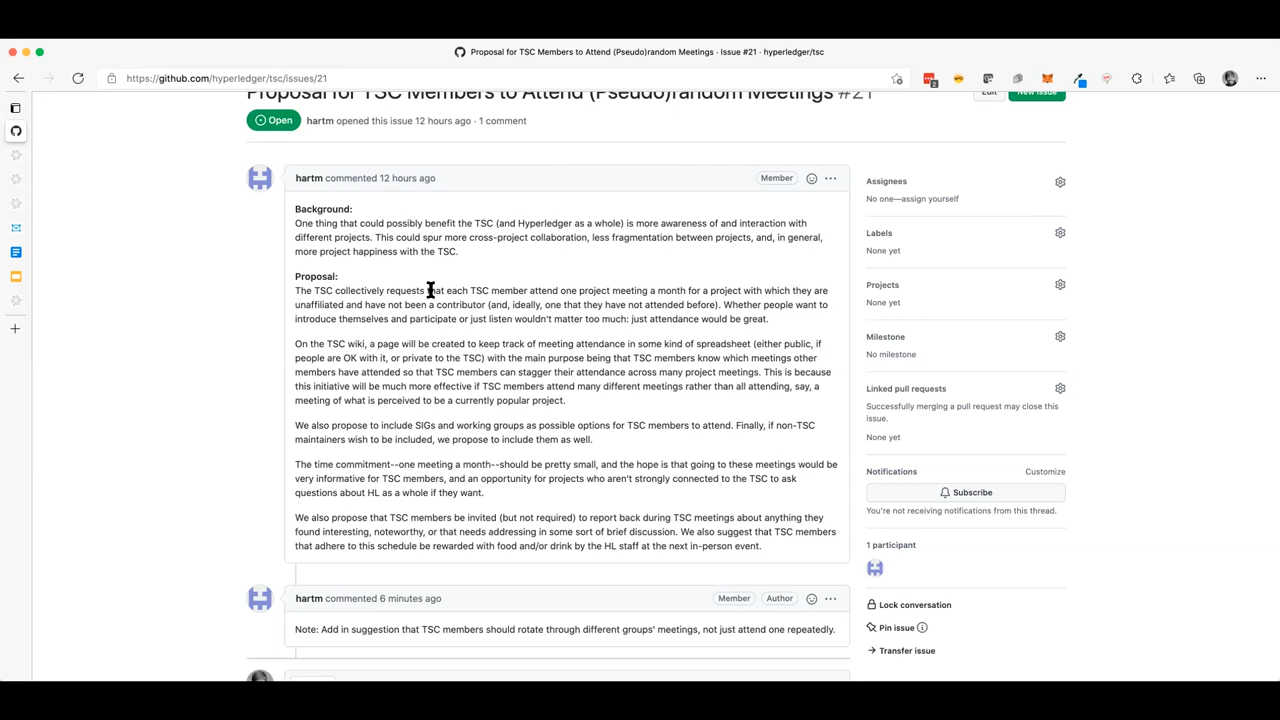 Proposal for TSC Members to Attend (Pseudo)random Meetings · Issue #21 · hyperledger/tsc
https://github.com/hyperledger/tsc/issues/21
2
Proposal for TSC Members to Attend (Pseudo)random Meetings #21
Edit
New issue
Open
hartm opened this issue 12 hours ago · 1 comment
hartm commented 12 hours ago
Member
Background:
One thing that could possibly benefit the TSC (and Hyperledger as a whole) is more awareness of and interaction with
different projects. This could spur more cross-project collaboration, less fragmentation between projects, and, in general,
more project happiness with the TSC.
Proposal:
The TSC collectively requests that each TSC member attend one project meeting a month for a project with which they are
unaffiliated and have not been a contributor (and, ideally, one that they have not attended before). Whether people want to
introduce themselves and participate or just listen wouldn't matter too much: just attendance would be great.
On the TSC wiki, a page will be created to keep track of meeting attendance in some kind of spreadsheet (either public, if
people are OK with it, or private to the TSC) with the main purpose being that TSC members know which meetings other
members have attended so that TSC members can stagger their attendance across many project meetings. This is because
this initiative will be much more effective if TSC members attend many different meetings rather than all attending, say, a
meeting of what is perceived to be a currently popular project.
We also propose to include SIGs and working groups as possible options for TSC members to attend. Finally, if non-TSC
maintainers wish to be included, we propose to include them as well.
The time commitment--one meeting a month--should be pretty small, and the hope is that going to these meetings would be
very informative for TSC members, and an opportunity for projects who aren't strongly connected to the TSC to ask
questions about HL as a whole if they want.
We also propose that TSC members be invited (but not required) to report back during TSC meetings about anything they
found interesting, noteworthy, or that needs addressing in some sort of brief discussion. We also suggest that TSC members
that adhere to this schedule be rewarded with food and/or drink by the HL staff at the next in-person event.
hartm commented 6 minutes ago
Member
Author
Note: Add in suggestion that TSC members should rotate through different groups' meetings, not just attend one repeatedly.
Assignees
No one—assign yourself
Labels
None yet
Projects
None yet
Milestone
No milestone
Linked pull requests
Successfully merging a pull request may close this
issue.
None yet
Notifications
Customize
Subscribe
You're not receiving notifications from this thread.
1 participant
Lock conversation
Pin issue
Transfer issue